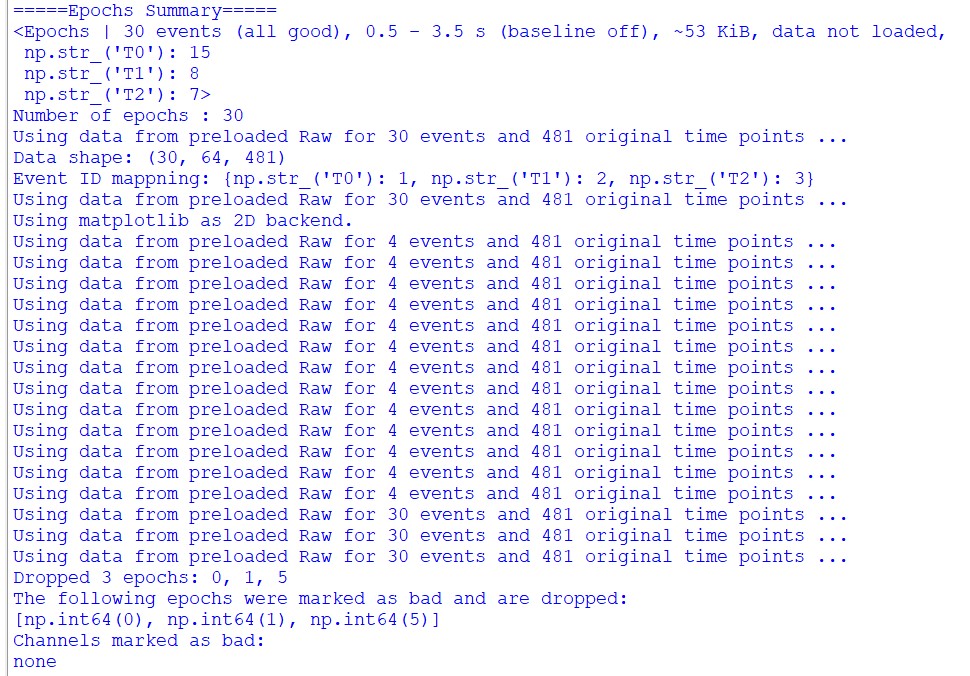 =====Epochs Summary=====
<Epochs | 30 events (all good), 0.5 – 3.5 s (baseline off), ~53 KiB, data not loaded,
np.str_('T0'): 15
np.str_('T1'): 8
np.str_('T2'): 7>
Number of epochs : 30
Using data from preloaded Raw for 30 events and 481 original time points ...
Data shape: (30, 64, 481)
Event ID mappning: {np.str_('T0'): 1, np.str_('T1'): 2, np.str_('T2'): 3}
Using data from preloaded Raw for 30 events and 481 original time points ...
Using matplotlib as 2D backend.
Using data from preloaded Raw for 4 events and 481 original time points ...
Using data from preloaded Raw for 4 events and 481 original time points ...
Using data from preloaded Raw for 4 events and 481 original time points ...
Using data from preloaded Raw for 4 events and 481 original time points ...
Using data from preloaded Raw for 4 events and 481 original time points ...
Using data from preloaded Raw for 4 events and 481 original time points ...
Using data from preloaded Raw for 4 events and 481 original time points ...
Using data from preloaded Raw for 4 events and 481 original time points ...
Using data from preloaded Raw for 4 events and 481 original time points ...
Using data from preloaded Raw for 4 events and 481 original time points ...
Using data from preloaded Raw for 4 events and 481 original time points ...
Using data from preloaded Raw for 4 events and 481 original time points ...
Using data from preloaded Raw for 4 events and 481 original time points ...
Using data from preloaded Raw for 30 events and 481 original time points ...
Using data from preloaded Raw for 30 events and 481 original time points ...
Using data from preloaded Raw for 30 events and 481 original time points ...
Dropped 3 epochs: 0, 1, 5
The following epochs were marked as bad and are dropped:
[np.int64(0), np.int64(1), np.int64(5)]
Channels marked as bad:
none